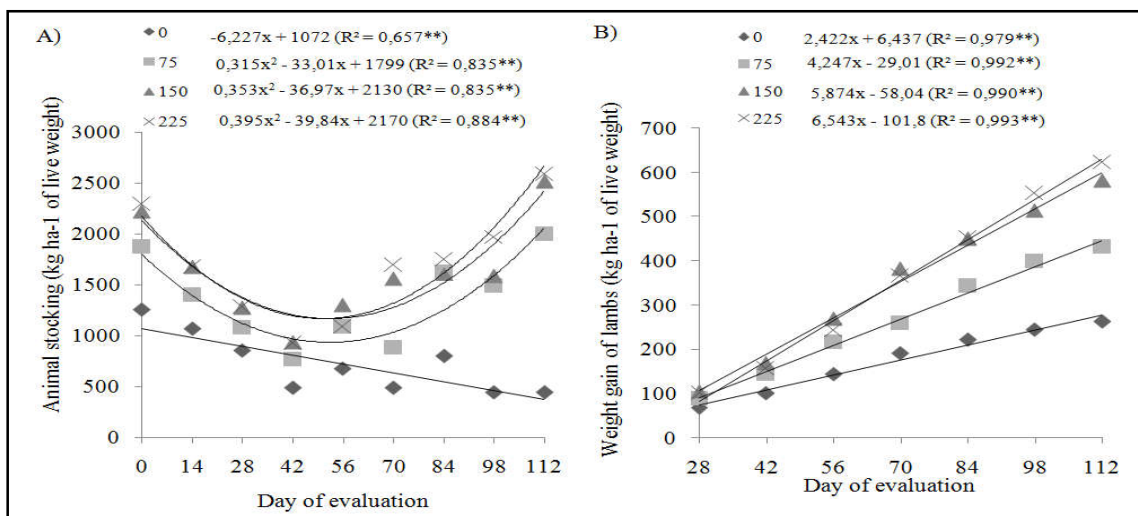 A)
0 -6,227x + 1072 (R² = 0,657**)
75 0,315x² - 33,01x + 1799 (R² = 0,835**)
150 0,353x² - 36,97x + 2130 (R² = 0,835**)
225 0,395x² - 39,84x + 2170 (R² = 0,884**)
Animal stocking (kg ha-1 of live weight)
3000
2500
2000
1500
1000
500
0
0 14 28 42 56 70 84 98 112
Day of evaluation
B)
0 2,422x + 6,437 (R² = 0,979**)
75 4,247x - 29,01 (R² = 0,992**)
150 5,874x - 58,04 (R² = 0,990**)
225 6,543x - 101,8 (R² = 0,993**)
Weight gain of lambs (kg ha-1 of live weight)
700
600
500
400
300
200
100
0
28 42 56 70 84 98 112
Day of evaluation